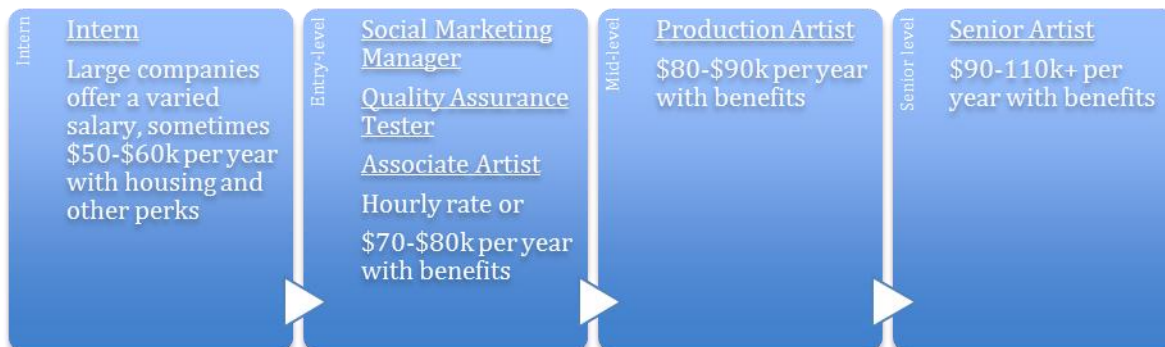 Intern
Intern
Large companies
offer a varied
salary, sometimes
$50-$60k per year
with housing and
other perks
Entry-level
Social Marketing
Manager
Quality Assurance
Tester
Associate Artist
Hourly rate or
$70-$80k per year
with benefits
Mid-level
Production Artist
$80-$90k per year
with benefits
Senior level
Senior Artist
$90-110k+ per
year with benefits